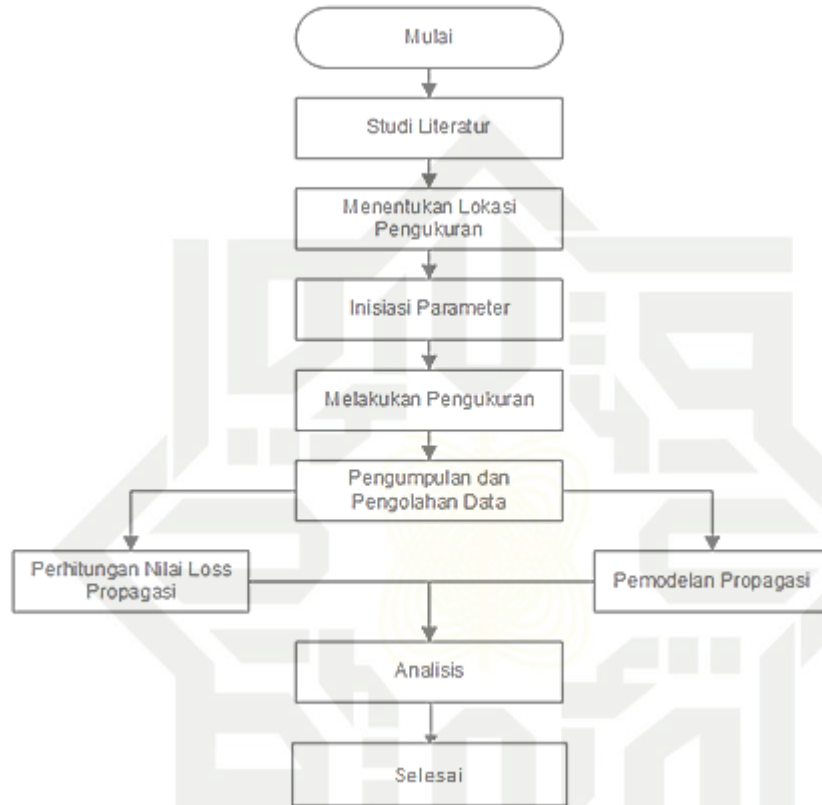 Mulai
Studi Literatur
Menentukan Lokasi
Pengukuran
Inisiasi Parameter
Melakukan Pengukuran
Pengumpulan dan
Pengolahan Data
Perhitungan Nilai Loss
Propagasi
Pemodelan Propagasi
Analisis
Selesai